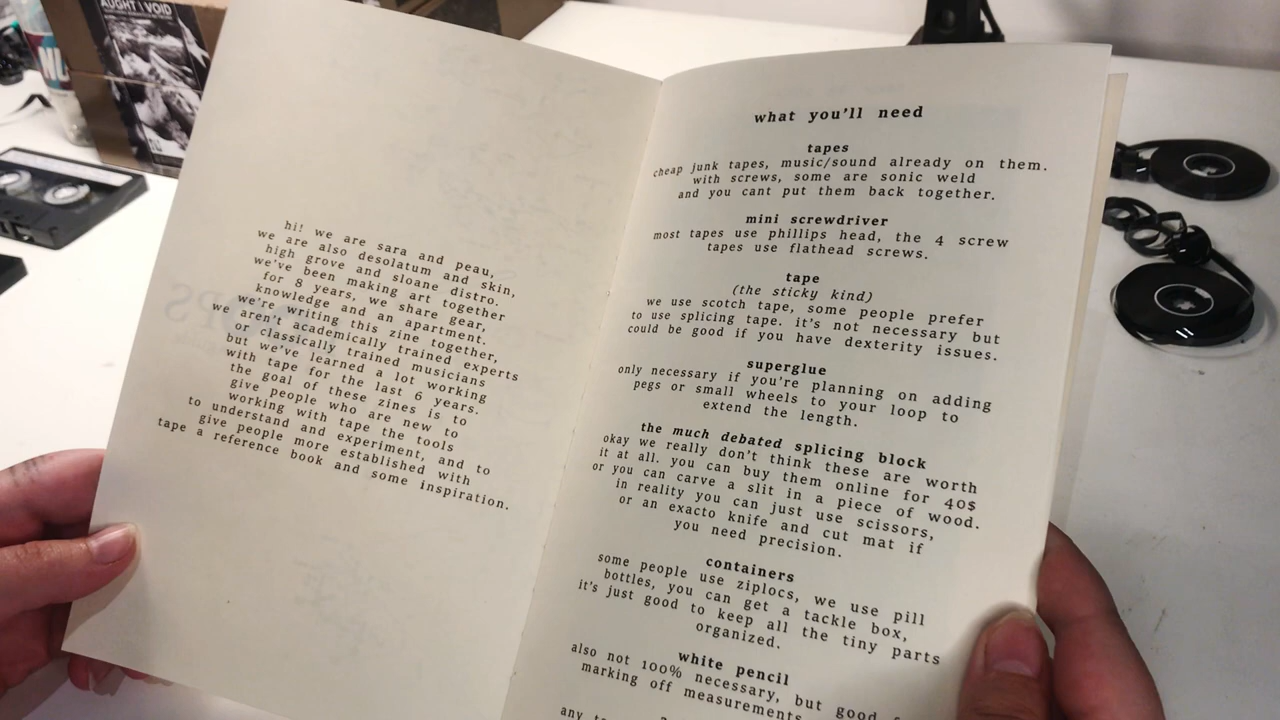 AUGHT \ VOID
hi! we are sara and peau,
we are also desolatum and skin,
high grove and sloane distro.
we've been making art together
for 8 years, we share gear,
knowledge and an apartment.
we're writing this zine together,
we aren't academically trained experts
or classically trained musicians
but we've learned a lot working
with tape for the last 6 years.
the goal of these zines is to
give people who are new to
working with tape the tools
to understand and experiment, and to
give people more established with
tape a reference book and some inspiration.
what you'll need
tapes
cheap junk tapes, music/sound already on them.
with screws, some are sonic weld
and you cant put them back together.
mini screwdriver
most tapes use phillips head, the 4 screw
tapes use flathead screws.
tape
(the sticky kind)
we use scotch tape, some people prefer
to use splicing tape. it's not necessary but
could be good if you have dexterity issues.
superglue
only necessary if you're planning on adding
pegs or small wheels to your loop to
extend the length.
the much debated splicing block
okay we really don't think these are worth
it at all. you can buy them online for 40$
or you can carve a slit in a piece of wood.
in reality you can just use scissors,
or an exacto knife and cut mat if
you need precision.
containers
some people use ziplocs, we use pill
bottles, you can get a tackle box,
it's just good to keep all the tiny parts
organized.
white pencil
also not 100% necessary, but good
marking off measurements
any